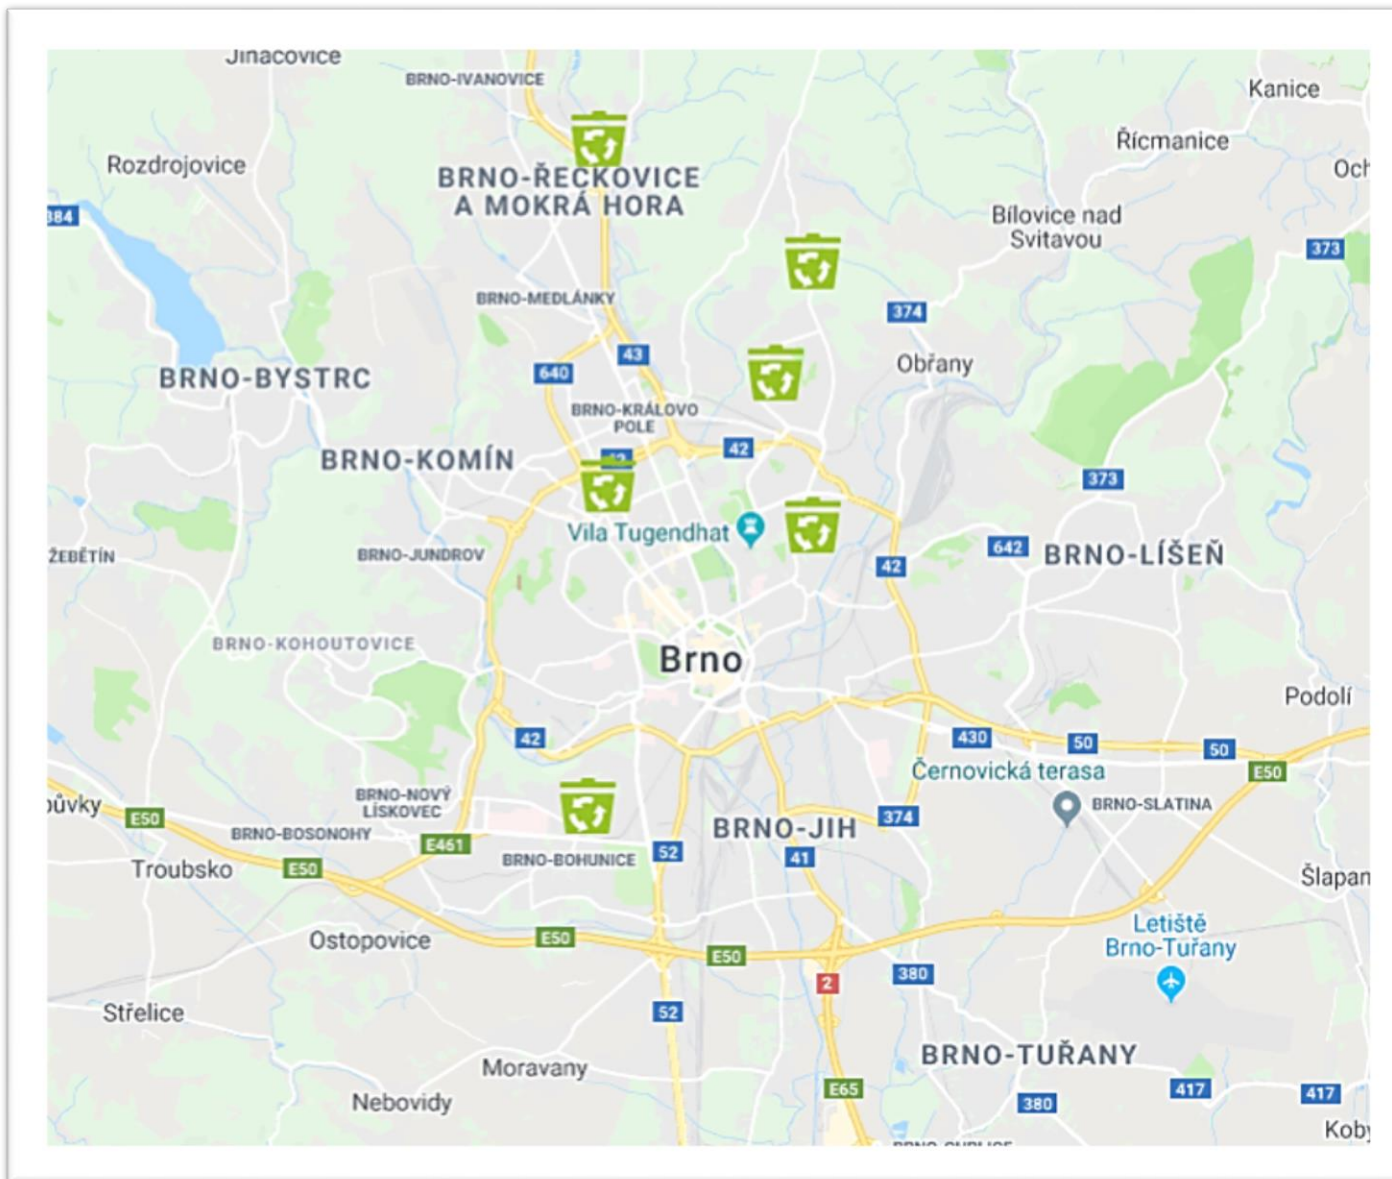 Jinačovice
BRNO-IVANOVICE
Kanice
Řícmanice
Rozdrojovice
Och
BRNO-ŘEČKOVICE
A MOKRÁ HORA
384
Bílovice nad
Svitavou
373
BRNO-MEDLÁNKY
374
43
Obřany
640
BRNO-BYSTRC
BRNO-KRÁLOVO
POLE
42
BRNO-KOMÍN
42
373
Vila Tugendhat
642
BRNO-LÍŠEŇ
ŽEBĚTÍN
BRNO-JUNDROV
42
BRNO-KOHOUTOVICE
Brno
Podolí
42
430
50
50
Černovická terasa
E50
BRNO-NOVÝ
LÍSKOVEC
BRNO-SLATINA
ůvky
E50
374
BRNO-JIH
BRNO-BOSONOHY
E461
BRNO-BOHUNICE
52
41
Troubsko
E50
Šlapan
Letiště
Brno-Tuřany
Ostopovice
E50
E50
380
2
Střelice
52
BRNO-TUŘANY
Moravany
E65
417
417
Nebovidy
380
Koby